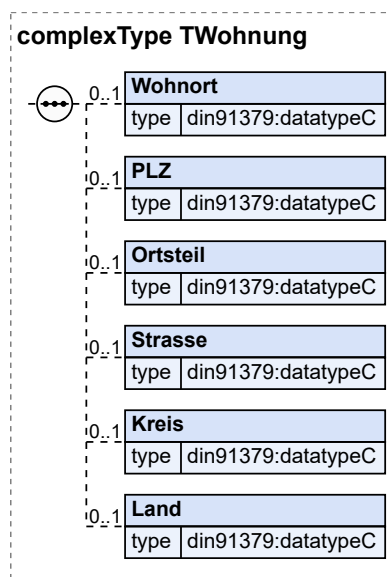 complexType TWohnung
0..1 Wohnort
type din91379:datatypeC
0..1 PLZ
type din91379:datatypeC
0..1 Ortsteil
type din91379:datatypeC
0..1 Strasse
type din91379:datatypeC
0..1 Kreis
type din91379:datatypeC
0..1 Land
type din91379:datatypeC